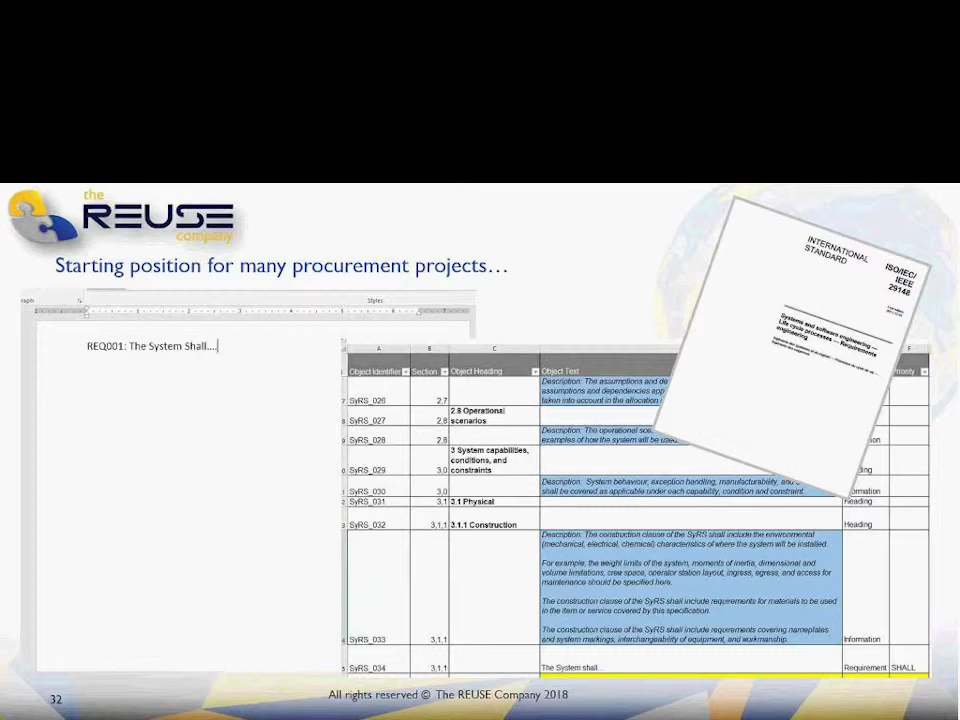 the
REUSE
company
Starting position for many procurement projects...
Styles
REQ001: The System Shall....
INTERNATIONAL
STANDARD
ISO/IEC/
IEEE
29148
Systems and software engineering —
Life cycle processes — Requirements
engineering
A B C
Object Identifier Section Object Heading Object Text
Description: The assumptions and
assumptions and dependencies
taken into account in the allocation
SyRS_026 2,7
2.8 Operational
scenarios
SyRS_027 2,8
Description: The operational
examples of how the system will be used.
SyRS_028 2,8
3 System capabilities,
conditions, and
constraints
SyRS_029 3,0
Description: System behaviour, exception handling, manufacturability, and
shall be covered as applicable under each capability, condition and constraint.
SyRS_030 3,0
SyRS_031 3,1 3.1 Physical Heading
SyRS_032 3,1,1 3.1.1 Construction Heading
Description: The construction clause of the SyRS shall include the environmental
(mechanical, electrical, chemical) characteristics of where the system will be installed.
For example, the weight limits of the system, moments of inertia, dimensional and
volume limitations, crew space, operator station layout, ingress, egress, and access for
maintenance should be specified here.
The construction clause of the SyRS shall include requirements for materials to be used
in the item or service covered by this specification.
The construction clause of the SyRS shall include requirements covering nameplates
and system markings, interchangeability of equipment, and workmanship.
SyRS_033 3,1,1 Information
SyRS_034 3,1,1 The System shall... Requirement SHALL
32
All rights reserved © The REUSE Company 2018